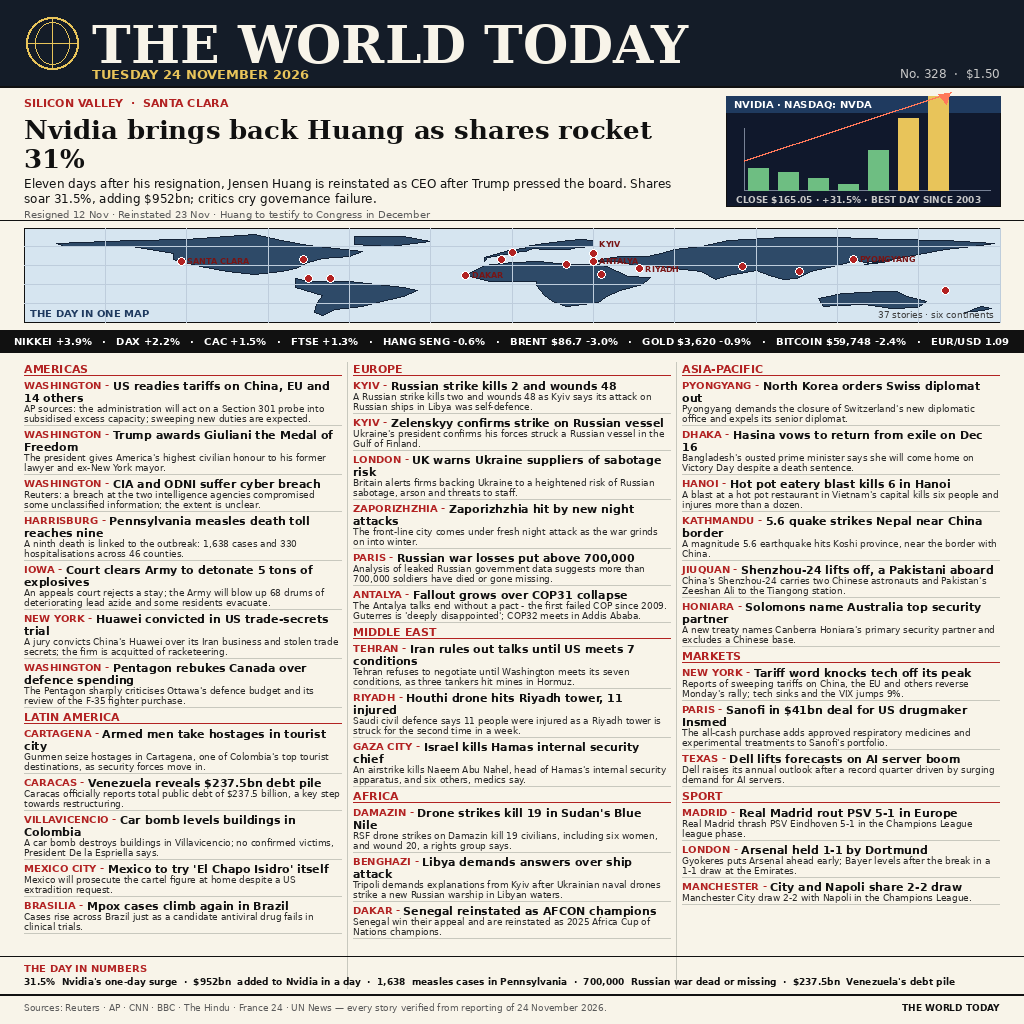 THE WORLD TODAY
TUESDAY 24 NOVEMBER 2026
No. 328 · $1.50
SILICON VALLEY · SANTA CLARA
Nvidia brings back Huang as shares rocket
31%
Eleven days after his resignation, Jensen Huang is reinstated as CEO after Trump pressed the board. Shares
soar 31.5%, adding $952bn; critics cry governance failure.
Resigned 12 Nov · Reinstated 23 Nov · Huang to testify to Congress in December
NVIDIA · NASDAQ: NVDA
CLOSE $165.05 · +31.5% · BEST DAY SINCE 2003
KYIV
SANTA CLARA
ANTALYA
PYONGYANG
RIYADH
DAKAR
THE DAY IN ONE MAP
37 stories · six continents
NIKKEI +3.9% • DAX +2.2% • CAC +1.5% • FTSE +1.3% • HANG SENG -0.6% • BRENT $86.7 -3.0% • GOLD $3,620 -0.9% • BITCOIN $59,748 -2.4% • EUR/USD 1.09
AMERICAS
WASHINGTON - US readies tariffs on China, EU and
14 others
AP sources: the administration will act on a Section 301 probe into
subsidised excess capacity; sweeping new duties are expected.
WASHINGTON - Trump awards Giuliani the Medal of
Freedom
The president gives America's highest civilian honour to his former
lawyer and ex-New York mayor.
WASHINGTON - CIA and ODNI suffer cyber breach
Reuters: a breach at the two intelligence agencies compromised
some unclassified information; the extent is unclear.
HARRISBURG - Pennsylvania measles death toll
reaches nine
A ninth death is linked to the outbreak: 1,638 cases and 330
hospitalisations across 46 counties.
IOWA - Court clears Army to detonate 5 tons of
explosives
An appeals court rejects a stay; the Army will blow up 68 drums of
deteriorating lead azide and some residents evacuate.
NEW YORK - Huawei convicted in US trade-secrets
trial
A jury convicts China's Huawei over its Iran business and stolen trade
secrets; the firm is acquitted of racketeering.
WASHINGTON - Pentagon rebukes Canada over
defence spending
The Pentagon sharply criticises Ottawa's defence budget and its
review of the F-35 fighter purchase.
LATIN AMERICA
CARTAGENA - Armed men take hostages in tourist
city
Gunmen seize hostages in Cartagena, one of Colombia's top tourist
destinations, as security forces move in.
CARACAS - Venezuela reveals $237.5bn debt pile
Caracas officially reports total public debt of $237.5 billion, a key step
towards restructuring.
VILLAVICENCIO - Car bomb levels buildings in
Colombia
A car bomb destroys buildings in Villavicencio; no confirmed victims,
President De la Espriella says.
MEXICO CITY - Mexico to try 'El Chapo Isidro' itself
Mexico will prosecute the cartel figure at home despite a US
extradition request.
BRASILIA - Mpox cases climb again in Brazil
Cases rise across Brazil just as a candidate antiviral drug fails in
clinical trials.
EUROPE
KYIV - Russian strike kills 2 and wounds 48
A Russian strike kills two and wounds 48 as Kyiv says its attack on
Russian ships in Libya was self-defence.
KYIV - Zelenskyy confirms strike on Russian vessel
Ukraine's president confirms his forces struck a Russian vessel in the
Gulf of Finland.
LONDON - UK warns Ukraine suppliers of sabotage
risk
Britain alerts firms backing Ukraine to a heightened risk of Russian
sabotage, arson and threats to staff.
ZAPORIZHZHIA - Zaporizhzhia hit by new night
attacks
The front-line city comes under fresh night attack as the war grinds
on into winter.
PARIS - Russian war losses put above 700,000
Analysis of leaked Russian government data suggests more than
700,000 soldiers have died or gone missing.
ANTALYA - Fallout grows over COP31 collapse
The Antalya talks end without a pact - the first failed COP since 2009.
Guterres is 'deeply disappointed'; COP32 meets in Addis Ababa.
MIDDLE EAST
TEHRAN - Iran rules out talks until US meets 7
conditions
Tehran refuses to negotiate until Washington meets its seven
conditions, as three tankers hit mines in Hormuz.
RIYADH - Houthi drone hits Riyadh tower, 11
injured
Saudi civil defence says 11 people were injured as a Riyadh tower is
struck for the second time in a week.
GAZA CITY - Israel kills Hamas internal security
chief
An airstrike kills Naeem Abu Nahel, head of Hamas's internal security
apparatus, and six others, medics say.
AFRICA
DAMAZIN - Drone strikes kill 19 in Sudan's Blue
Nile
RSF drone strikes on Damazin kill 19 civilians, including six women,
and wound 20, a rights group says.
BENGHAZI - Libya demands answers over ship
attack
Tripoli demands explanations from Kyiv after Ukrainian naval drones
strike a new Russian warship in Libyan waters.
DAKAR - Senegal reinstated as AFCON champions
Senegal win their appeal and are reinstated as 2025 Africa Cup of
Nations champions.
ASIA-PACIFIC
PYONGYANG - North Korea orders Swiss diplomat
out
Pyongyang demands the closure of Switzerland's new diplomatic
office and expels its senior diplomat.
DHAKA - Hasina vows to return from exile on Dec
16
Bangladesh's ousted prime minister says she will come home on
Victory Day despite a death sentence.
HANOI - Hot pot eatery blast kills 6 in Hanoi
A blast at a hot pot restaurant in Vietnam's capital kills six people and
injures more than a dozen.
KATHMANDU - 5.6 quake strikes Nepal near China
border
A magnitude 5.6 earthquake hits Koshi province, near the border with
China.
JIUQUAN - Shenzhou-24 lifts off, a Pakistani aboard
China's Shenzhou-24 carries two Chinese astronauts and Pakistan's
Zeeshan Ali to the Tiangong station.
HONIARA - Solomons name Australia top security
partner
A new treaty names Canberra Honiara's primary security partner and
excludes a Chinese base.
MARKETS
NEW YORK - Tariff word knocks tech off its peak
Reports of sweeping tariffs on China, the EU and others reverse
Monday's rally; tech sinks and the VIX jumps 9%.
PARIS - Sanofi in $41bn deal for US drugmaker
Insmed
The all-cash purchase adds approved respiratory medicines and
experimental treatments to Sanofi's portfolio.
TEXAS - Dell lifts forecasts on AI server boom
Dell raises its annual outlook after a record quarter driven by surging
demand for AI servers.
SPORT
MADRID - Real Madrid rout PSV 5-1 in Europe
Real Madrid thrash PSV Eindhoven 5-1 in the Champions League
league phase.
LONDON - Arsenal held 1-1 by Dortmund
Gyokeres puts Arsenal ahead early; Bayer levels after the break in a
1-1 draw at the Emirates.
MANCHESTER - City and Napoli share 2-2 draw
Manchester City draw 2-2 with Napoli in the Champions League.
THE DAY IN NUMBERS
31.5% Nvidia's one-day surge · $952bn added to Nvidia in a day · 1,638 measles cases in Pennsylvania · 700,000 Russian war dead or missing · $237.5bn Venezuela's debt pile
Sources: Reuters · AP · CNN · BBC · The Hindu · France 24 · UN News — every story verified from reporting of 24 November 2026.
THE WORLD TODAY